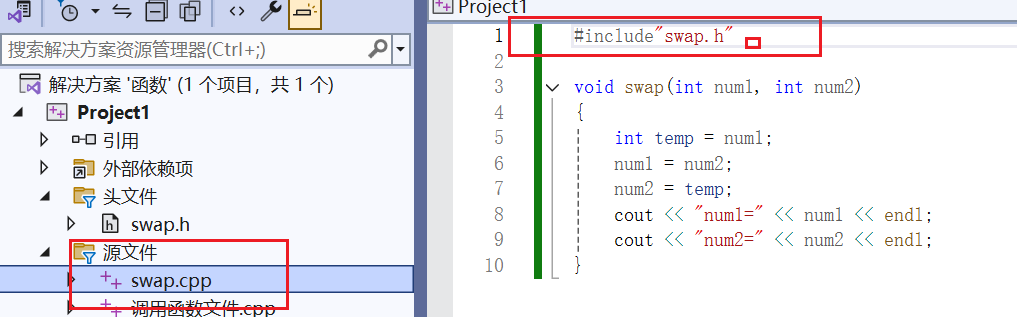 搜索解决方案资源管理器(Ctrl+;)
解决方案 '函数' (1 个项目，共 1 个)
Project1
引用
外部依赖项
头文件
swap.h
源文件
swap.cpp
调用函数文件.cpp
Project1
1 #include"swap.h"
2
3 void swap(int num1, int num2)
4 {
5 int temp = num1;
6 num1 = num2;
7 num2 = temp;
8 cout << "num1=" << num1 << endl;
9 cout << "num2=" << num2 << endl;
10 }